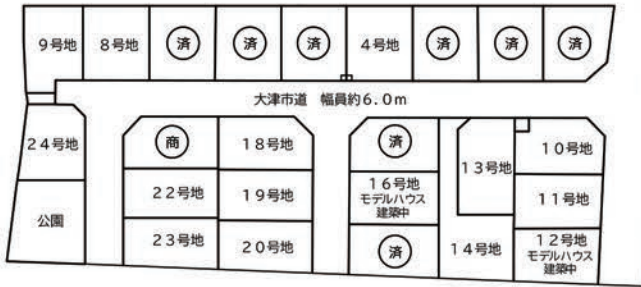 9号地
8号地
済
済
済
4号地
済
済
済
大津市道 幅員約6.0m
24号地
公園
商
18号地
22号地
19号地
23号地
20号地
済
16号地
モデルハウス
建築中
済
13号地
14号地
10号地
11号地
12号地
モデルハウス
建築中